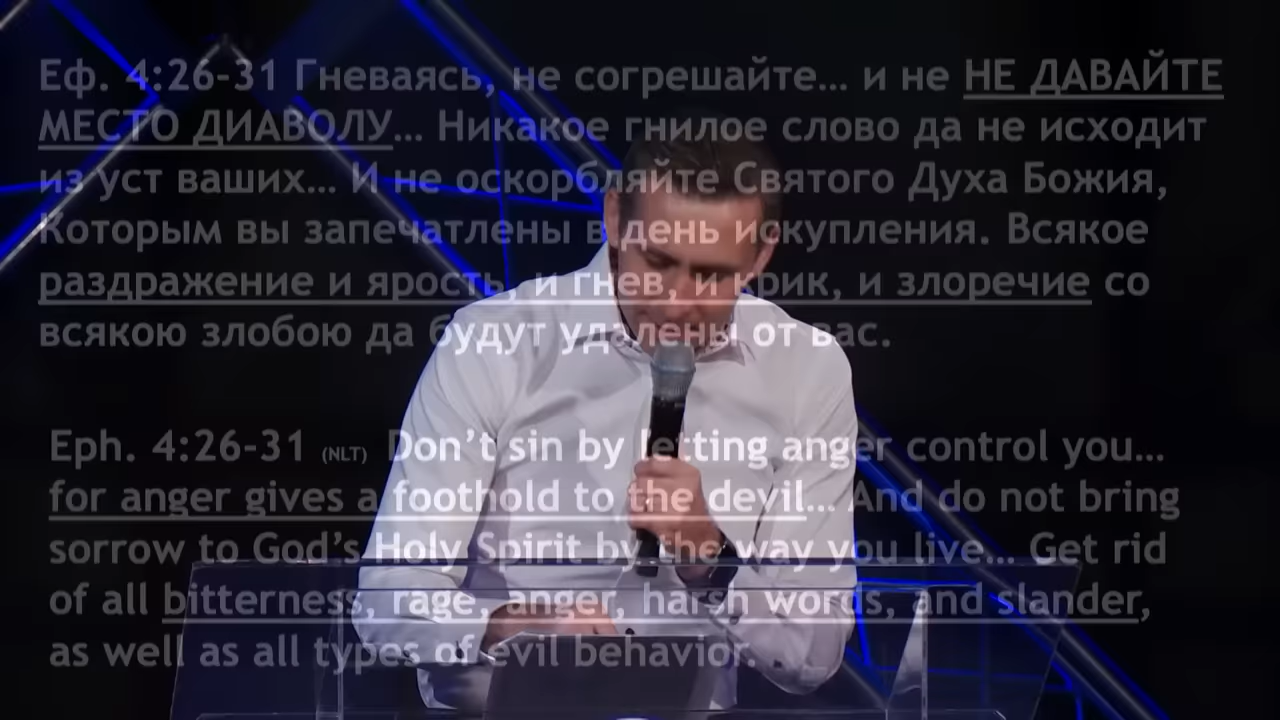 Еф. 4:26-31 Гневаясь, не согрешайте... и не НЕ ДАВАЙТЕ
МЕСТО ДИАВОЛУ... Никакое гнилое слово да не исходит
из уст ваших... И не оскорбляйте Святого Духа Божия,
Которым вы запечатлены в день искупления. Всякое
раздражение и ярость, и гнев, и крик, и злоречие со
всякою злобою да будут удалены от вас.
Eph. 4:26-31 (NLT) Don't sin by letting anger control you...
for anger gives a foothold to the devil... And do not bring
sorrow to God's Holy Spirit by the way you live... Get rid
of all bitterness, rage, anger, harsh words, and slander,
as well as all types of evil behavior.